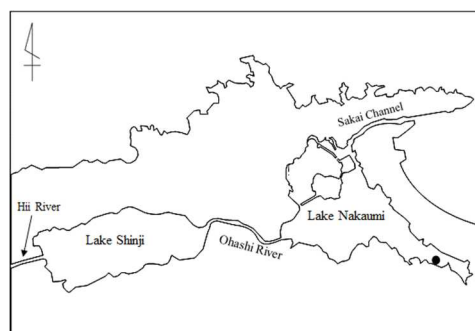 Sakai Channel
Hii River
Lake Shinji
Ohashi River
Lake Nakaumi